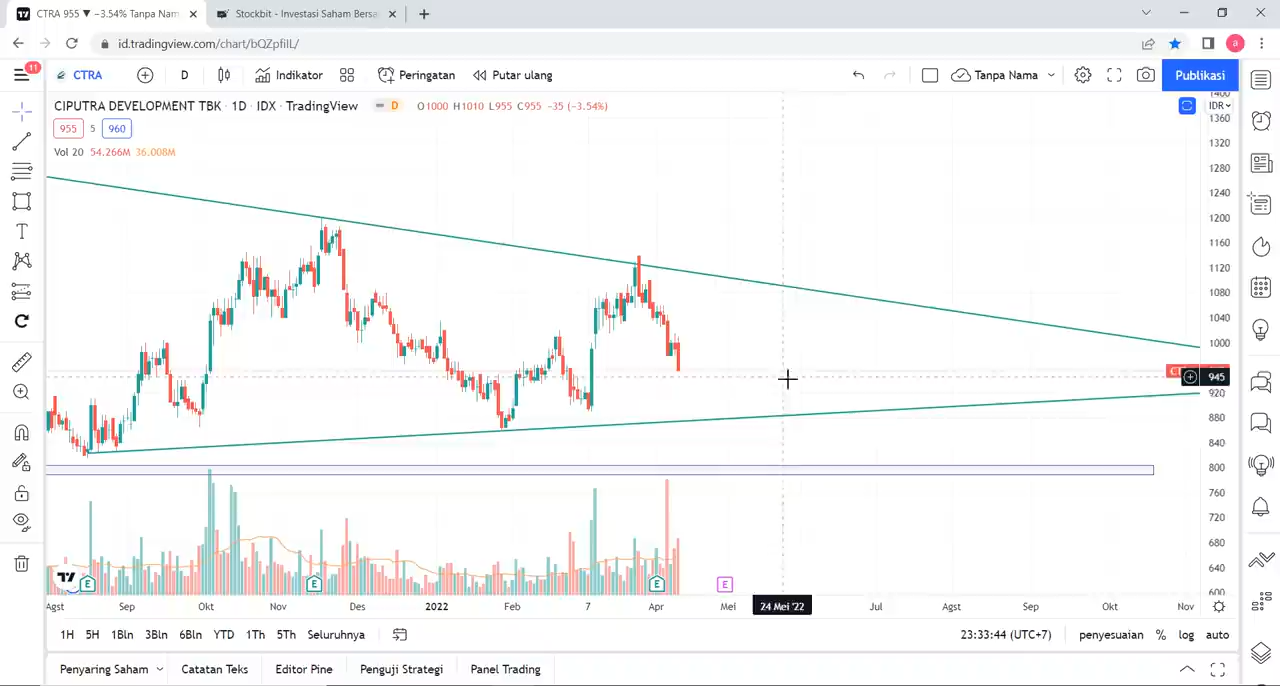 CTRA 955 ▼ −3.54% Tanpa Nam
Stockbit - Investasi Saham Bersa
id.tradingview.com/chart/bQZpfiIL/
a
11
CTRA
D
Indikator
Peringatan
Putar ulang
Tanpa Nama
Publikasi
CIPUTRA DEVELOPMENT TBK · 1D · IDX · TradingView
D
O1000 H1010 L955 C955 −35 (−3.54%)
IDR
955
5
960
Vol 20 54.266M 36.008M
1400
1360
1320
1280
1240
1200
1160
1120
1080
1040
1000
945
920
880
840
800
760
720
680
640
600
E
E
E
E
Agst
Sep
Okt
Nov
Des
2022
Feb
7
Apr
Mei
24 Mei '22
Jul
Agst
Sep
Okt
Nov
1H
5H
1Bln
3Bln
6Bln
YTD
1Th
5Th
Seluruhnya
23:33:44 (UTC+7)
penyesuaian
%
log
auto
Penyaring Saham
Catatan Teks
Editor Pine
Penguji Strategi
Panel Trading